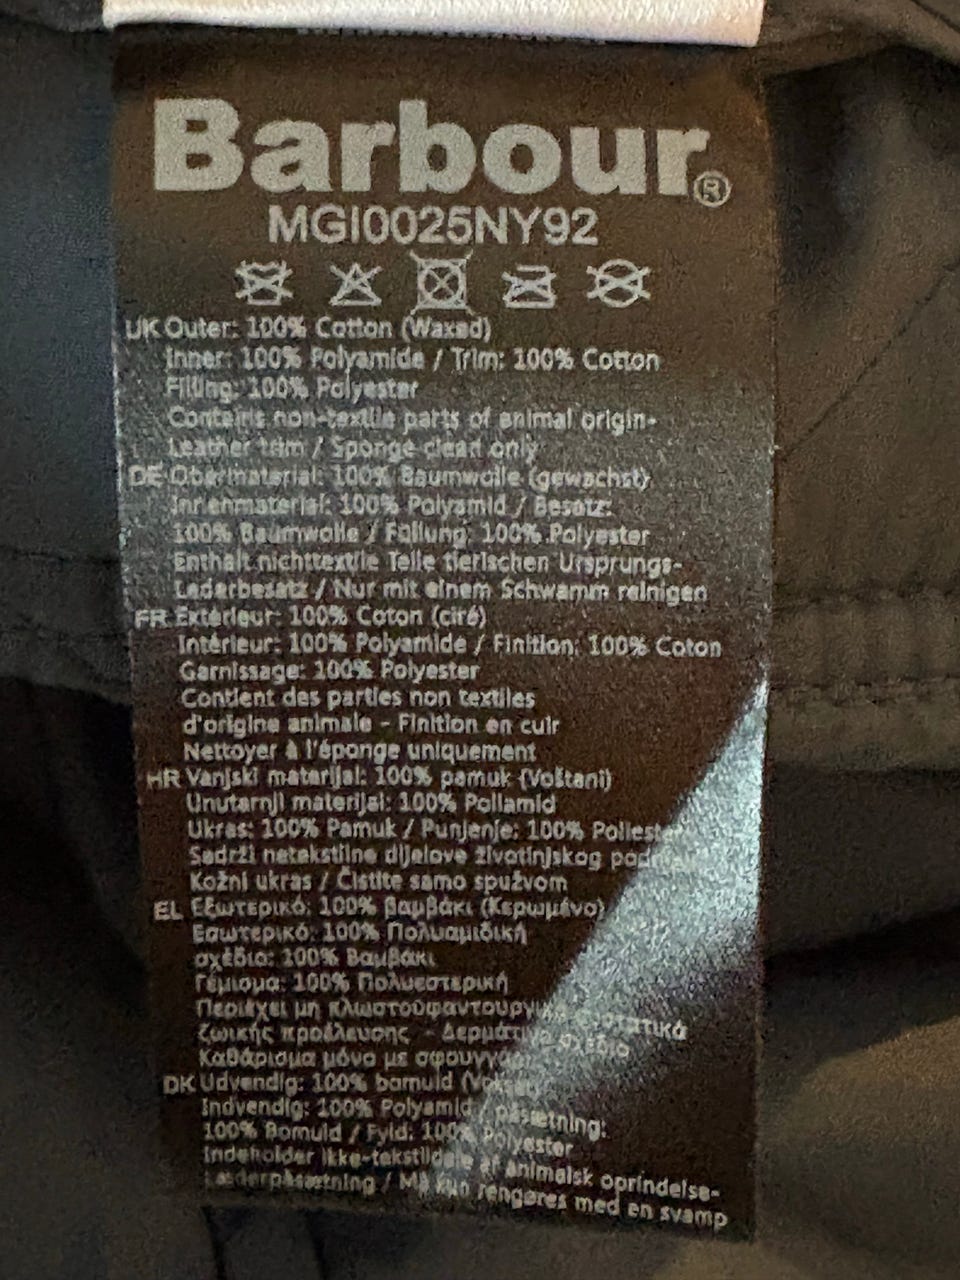 Barbour®
MGI0025NY92
UK Outer: 100% Cotton (Waxed)
Inner: 100% Polyamide / Trim: 100% Cotton
Filling: 100% Polyester
Contains non-textile parts of animal origin-
Leather trim / Sponge clean only
DE Obermaterial: 100% Baumwolle (gewachst)
Innenmaterial: 100% Polyamid / Besatz:
100% Baumwolle / Füllung: 100% Polyester
Enthält nichttextile Teile tierischen Ursprungs-
Lederbesatz / Nur mit einem Schwamm reinigen
FR Extérieur: 100% Coton (ciré)
Intérieur: 100% Polyamide / Finition: 100% Coton
Garnissage: 100% Polyester
Contient des parties non textiles
d'origine animale - Finition en cuir
Nettoyer à l'éponge uniquement
HR Vanjski materijal: 100% pamuk (Voštani)
Unutarnji materijal: 100% Poliamid
Ukras: 100% Pamuk / Punjenje: 100% Poliester
Sadrži netekstilne dijelove životinjskog
Kožni ukras / Čistite samo spužvom
EL Εξωτερικό: 100% βαμβάκι (Κερωμένο)
Εσωτερικό: 100% Πολυαμιδική
σχέδιο: 100% Βαμβάκι
Γέμισμα: 100% Πολυεστερική
Περιέχει μη
ζωικής προέλευσης - σχέδιο
Καθάρισμα μόνο με
DK Udvendig: 100% bomuld
Indvendig: 100% Polyamid / påsætning:
100% Bomuld / Fyld: 100% Polyester
Indeholder ikke-tekstildele af animalsk oprindelse-
Læderpåsætning / Må kun rengøres med en svamp